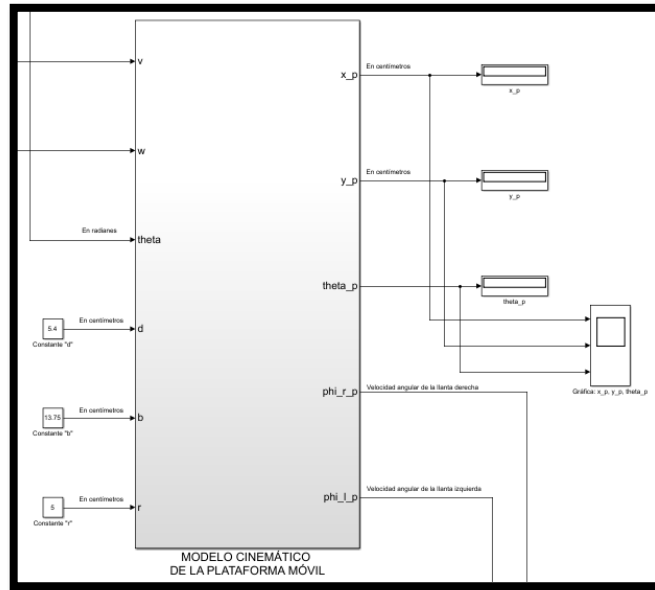 v
w
En radianes
theta
En centímetros
5.4
d
Constante "d"
En centímetros
13.75
b
Constante "b"
En centímetros
5
r
Constante "r"
x_p
En centímetros
x_p
y_p
En centímetros
y_p
theta_p
theta_p
Gráfica: x_p, y_p, theta_p
phi_r_p
Velocidad angular de la llanta derecha
phi_l_p
Velocidad angular de la llanta izquierda
MODELO CINEMÁTICO
DE LA PLATAFORMA MÓVIL